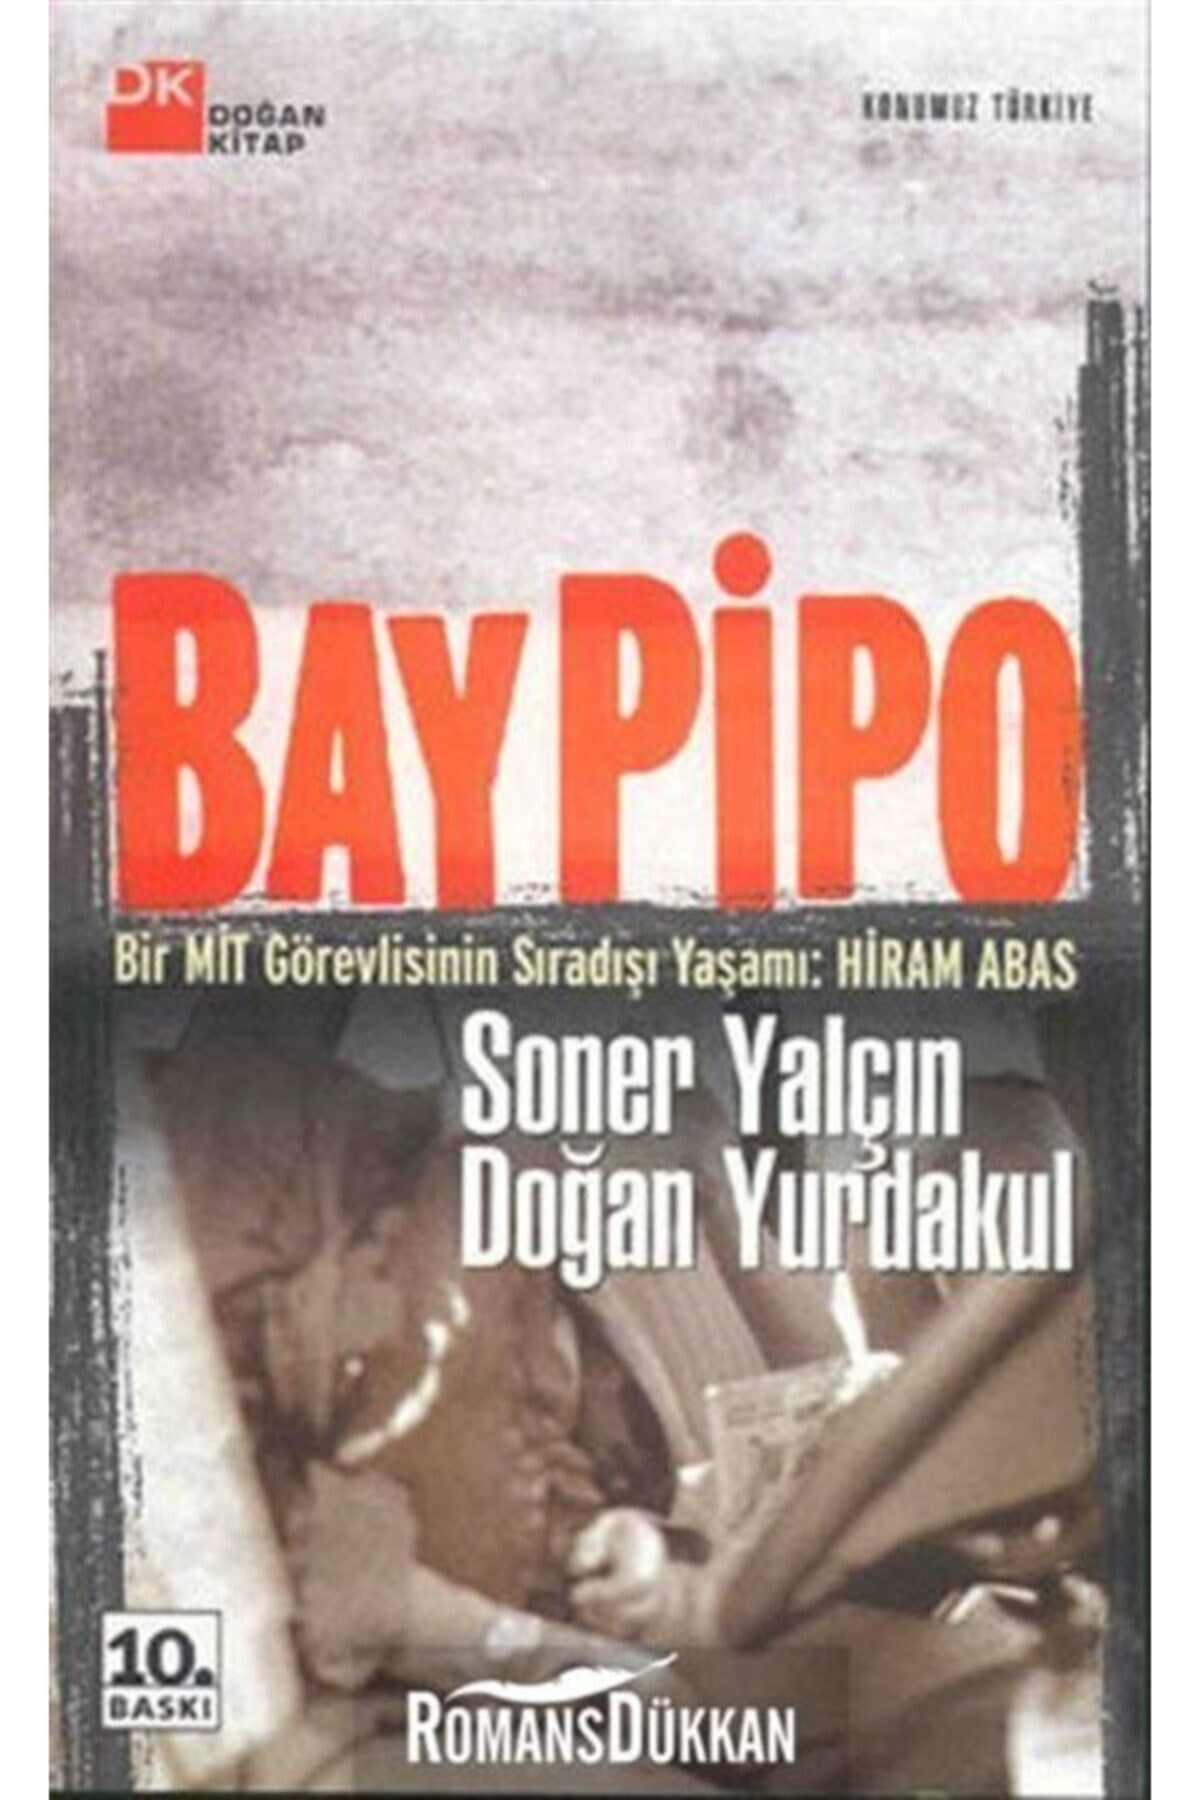 DK
DOĞAN
KİTAP
KONUMUZ TÜRKİYE
BAY PİPO
Bir MİT Görevlisinin Sıradışı Yaşamı: HİRAM ABAS
Soner Yalçın
Doğan Yurdakul
10.
BASKI
ROMANSDÜKKAN